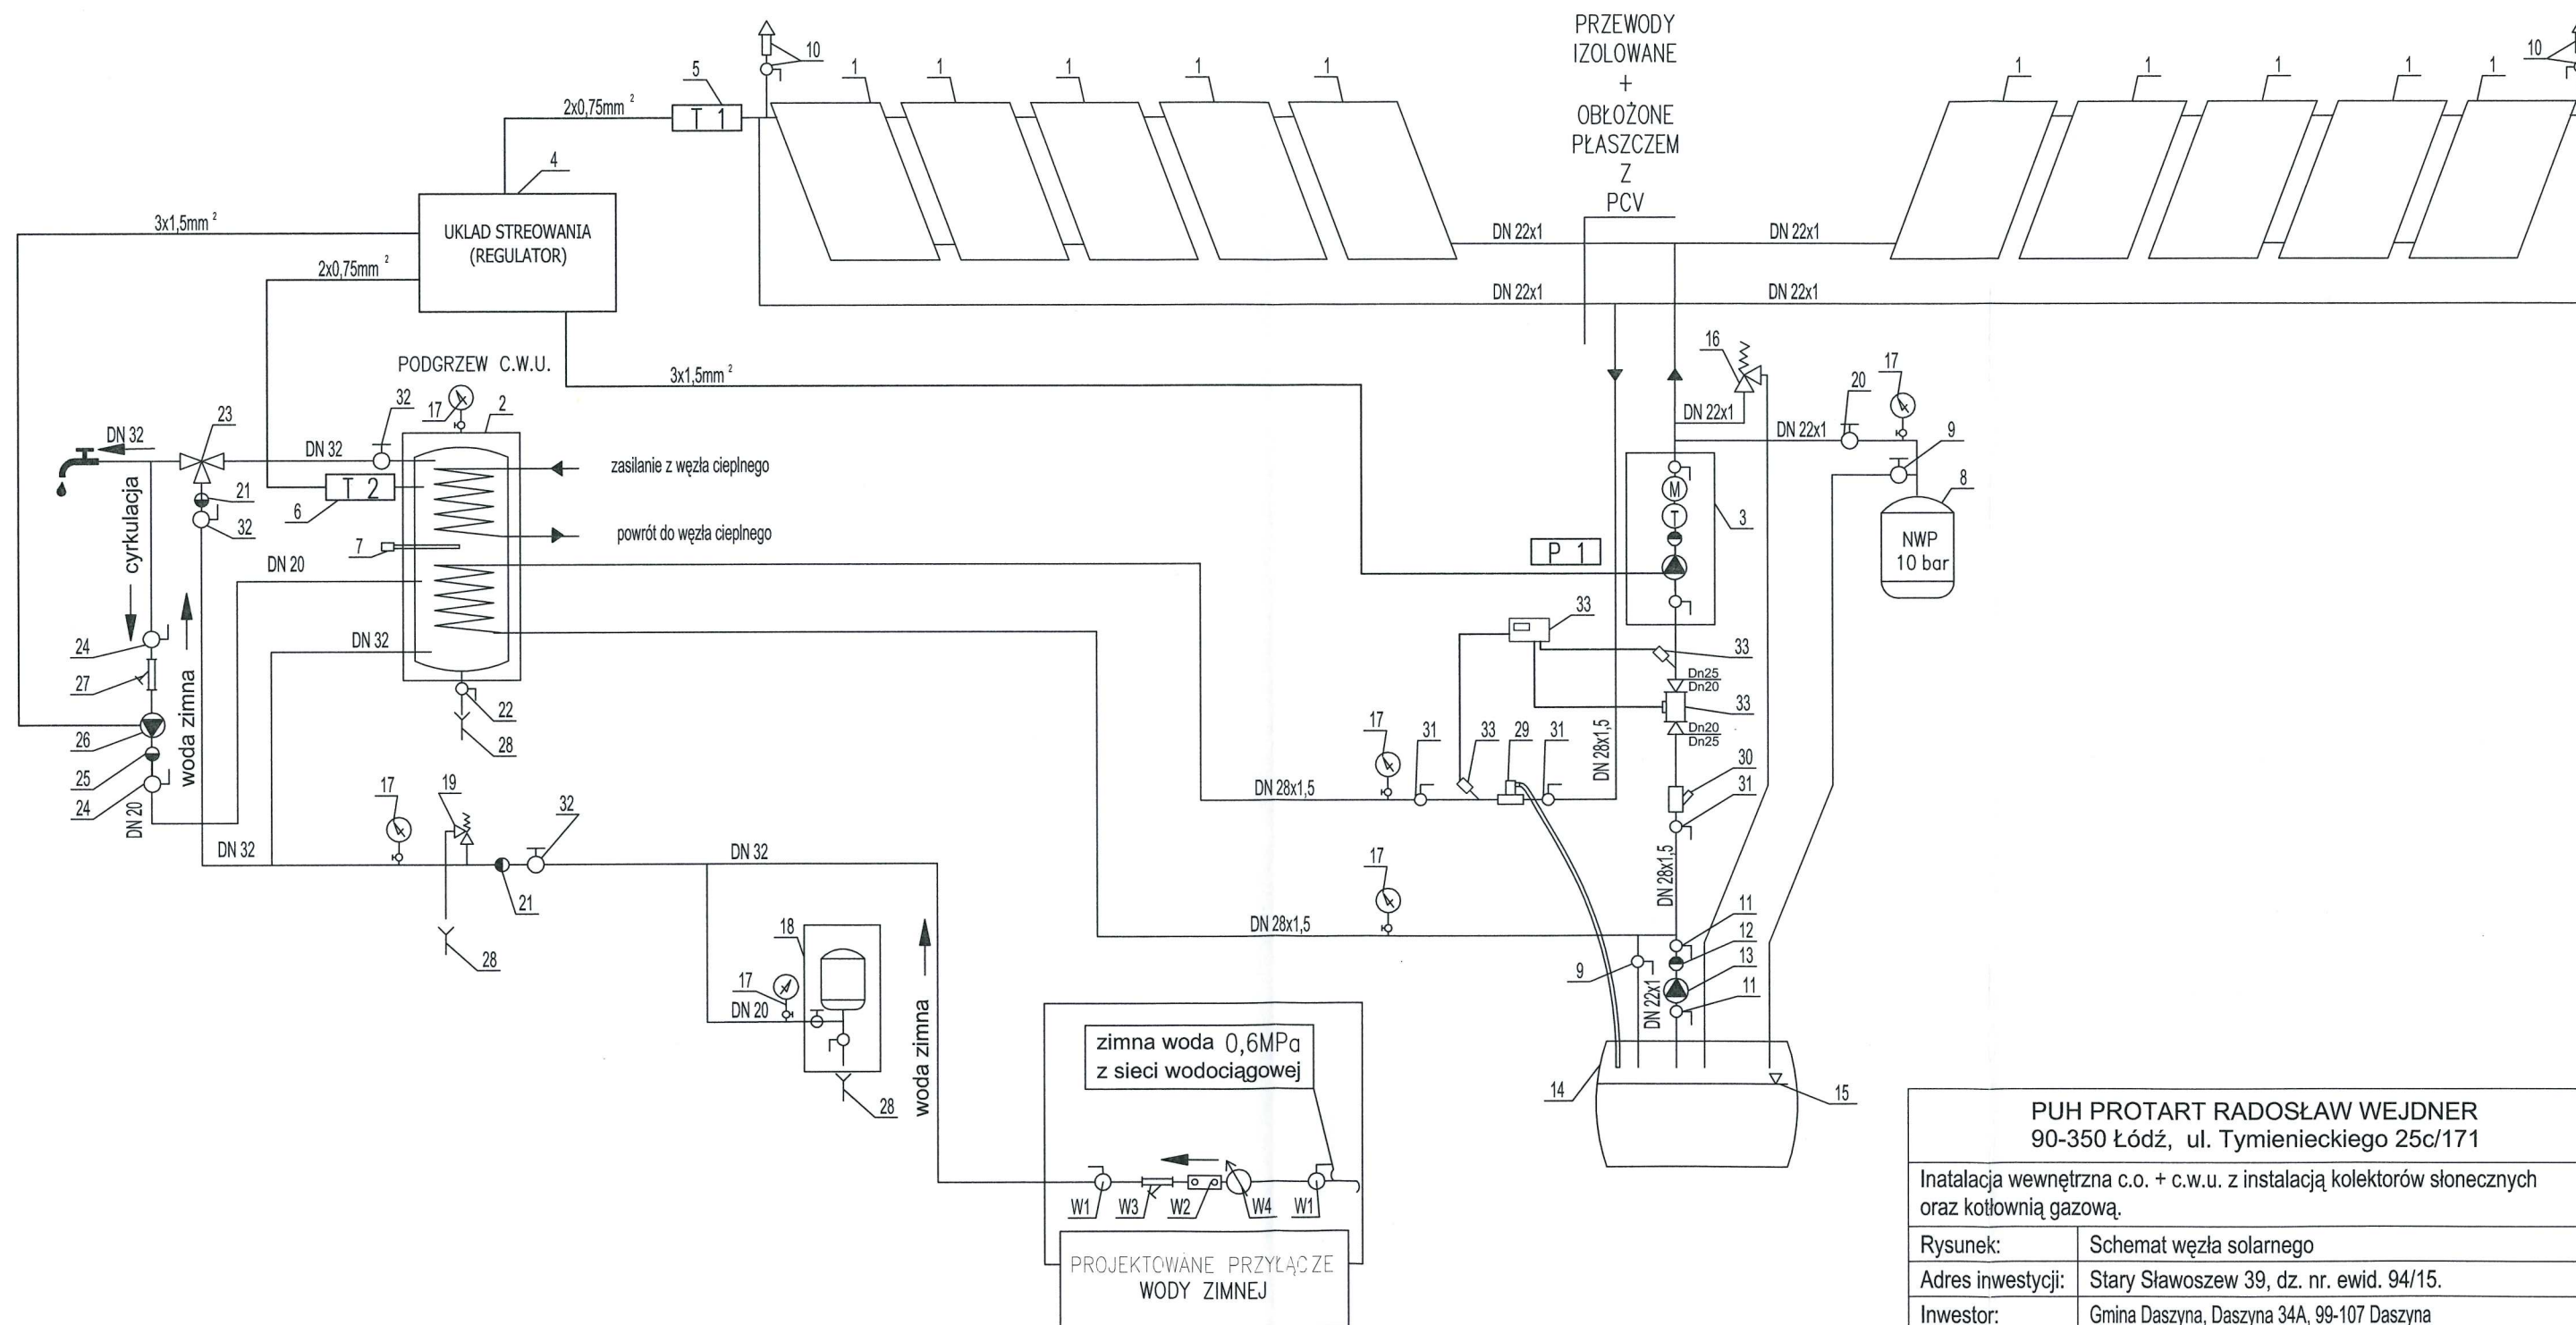 PRZEWODY
IZOLOWANE
+
OBŁOŻONE
PŁASZCZEM
Z
PCV
10
5
1
1
1
1
1
1
1
1
1
1
10
2x0,75mm ²
T 1
4
3x1,5mm ²
UKLAD STREOWANIA
(REGULATOR)
2x0,75mm ²
DN 22x1
DN 22x1
DN 22x1
DN 22x1
PODGRZEW C.W.U.
3x1,5mm ²
16
17
20
DN 22x1
DN 22x1
9
8
NWP
10 bar
23
32
17
2
DN 32
DN 32
T 2
6
21
32
7
zasilanie z węzła cieplnego
powrót do węzła cieplnego
cyrkulacja
DN 20
DN 32
woda zimna
24
27
26
25
24
DN 20
22
28
M
T
3
P 1
33
33
Dn25
Dn20
33
Dn20
Dn25
17
31
33
29
31
DN 28x1,5
DN 28x1,5
30
31
17
19
32
DN 32
DN 32
21
28
17
DN 28x1,5
DN 28x1,5
11
12
13
11
9
DN 22x1
18
17
DN 20
28
woda zimna
14
15
zimna woda 0,6MPa
z sieci wodociągowej
W1
W3
W2
W4
W1
PROJEKTOWANE PRZYŁĄCZE
WODY ZIMNEJ
PUH PROTART RADOSŁAW WEJDNER
90-350 Łódź, ul. Tymienieckiego 25c/171
Inatalacja wewnętrzna c.o. + c.w.u. z instalacją kolektorów słonecznych
oraz kotłownią gazową.
Rysunek: Schemat węzła solarnego
Adres inwestycji: Stary Sławoszew 39, dz. nr. ewid. 94/15.
Inwestor: Gmina Daszyna, Daszyna 34A, 99-107 Daszyna